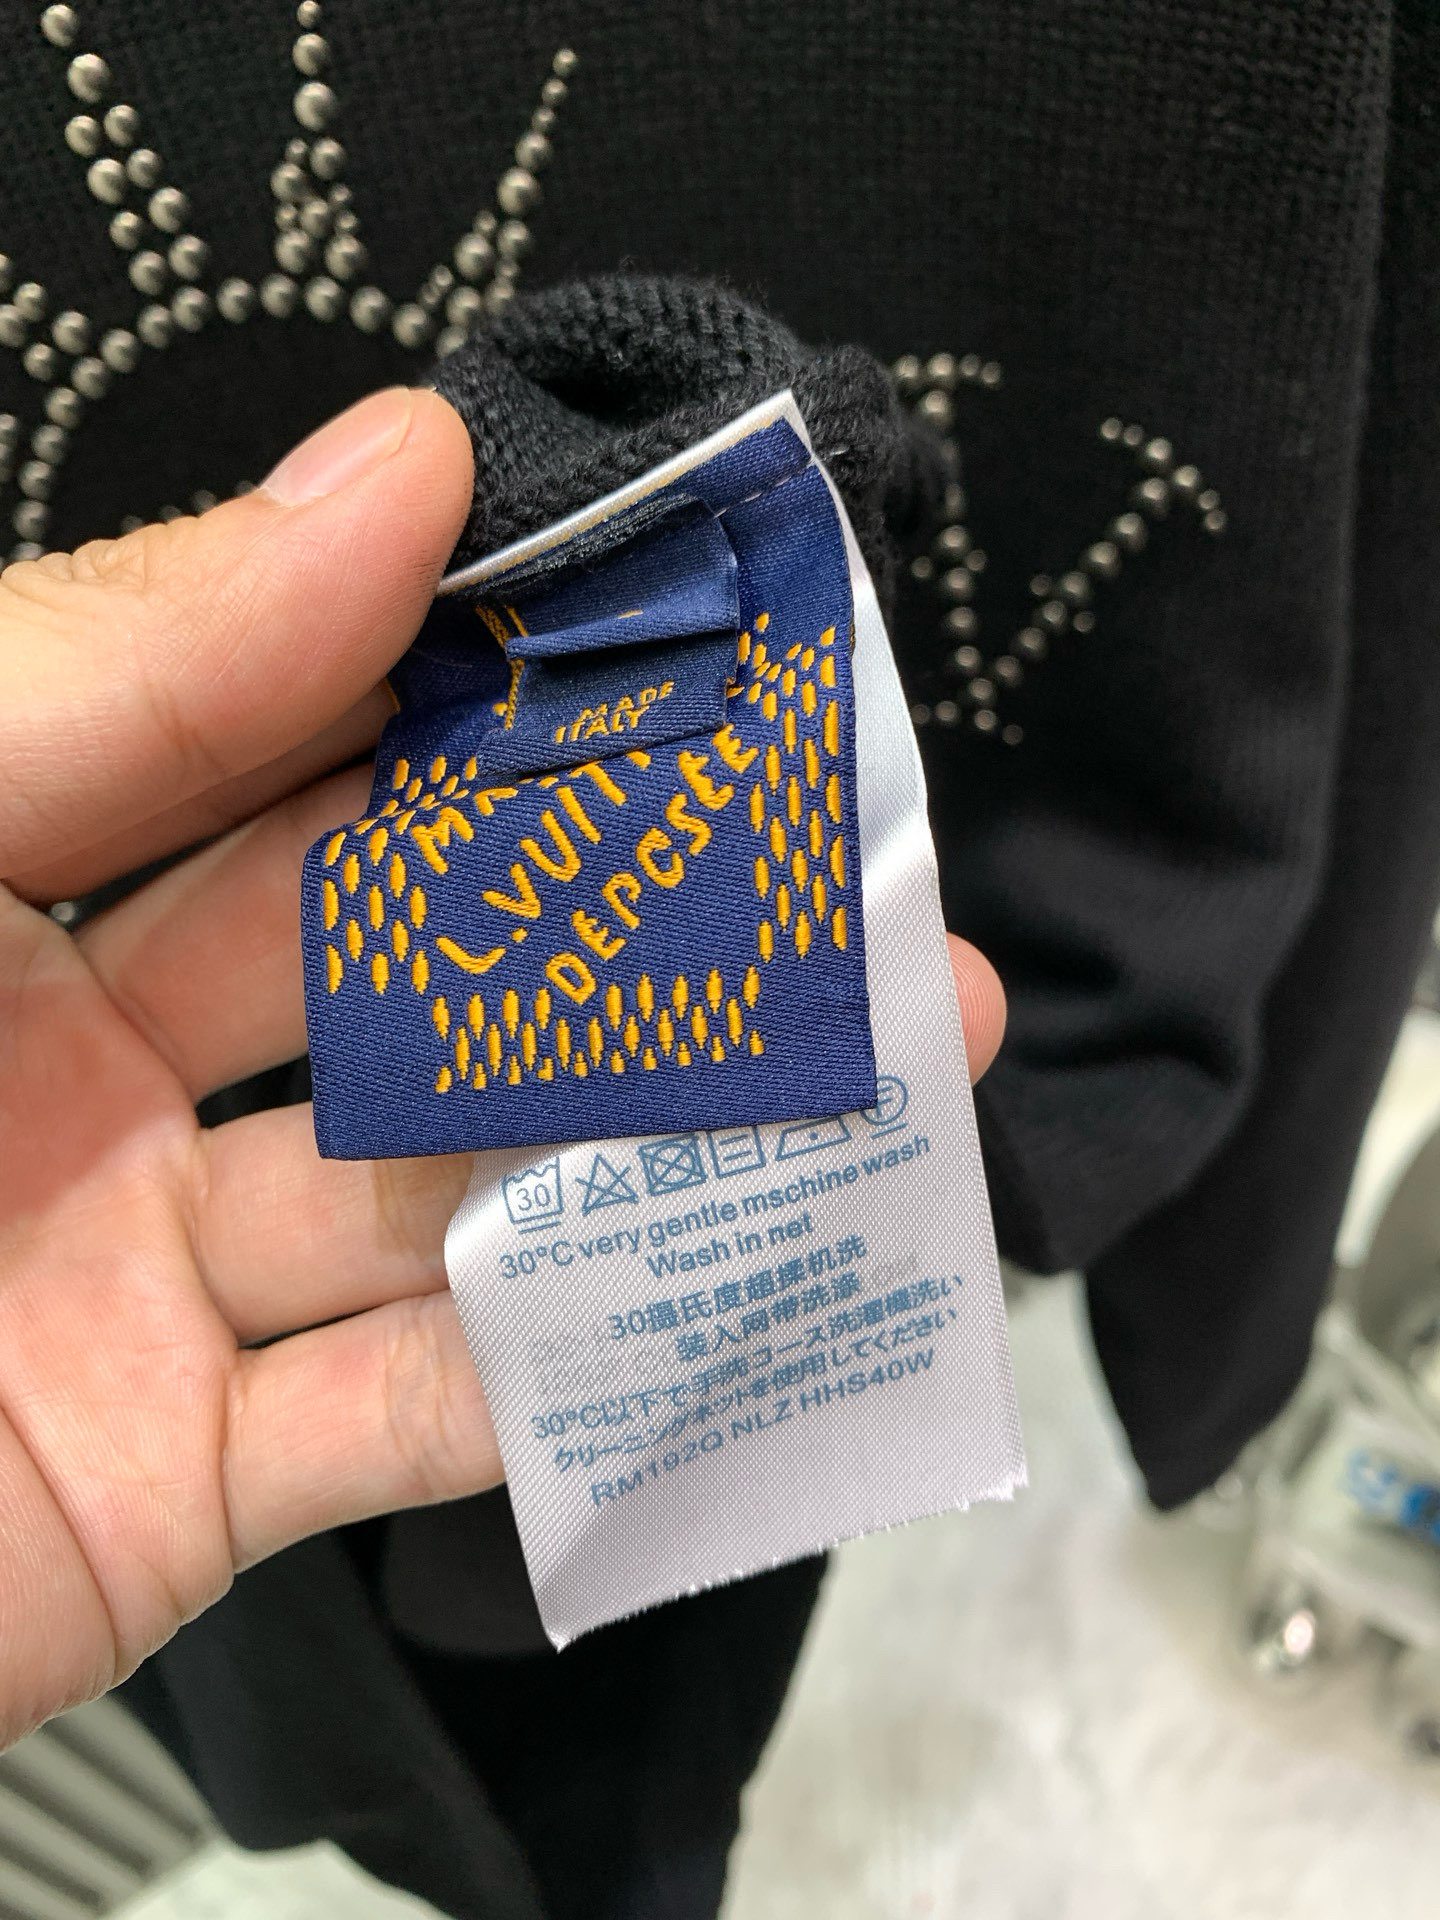 MADE
ITALY
L.VUIT
DEPCSEE
30
F
30°C very gentle mschine wash
Wash in net
30摄氏度超揉机洗
装入网带洗涤
30°C以下で手洗コース洗濯機洗い
クリーニングネットを使用してください
RM192Q NLZ HHS40W